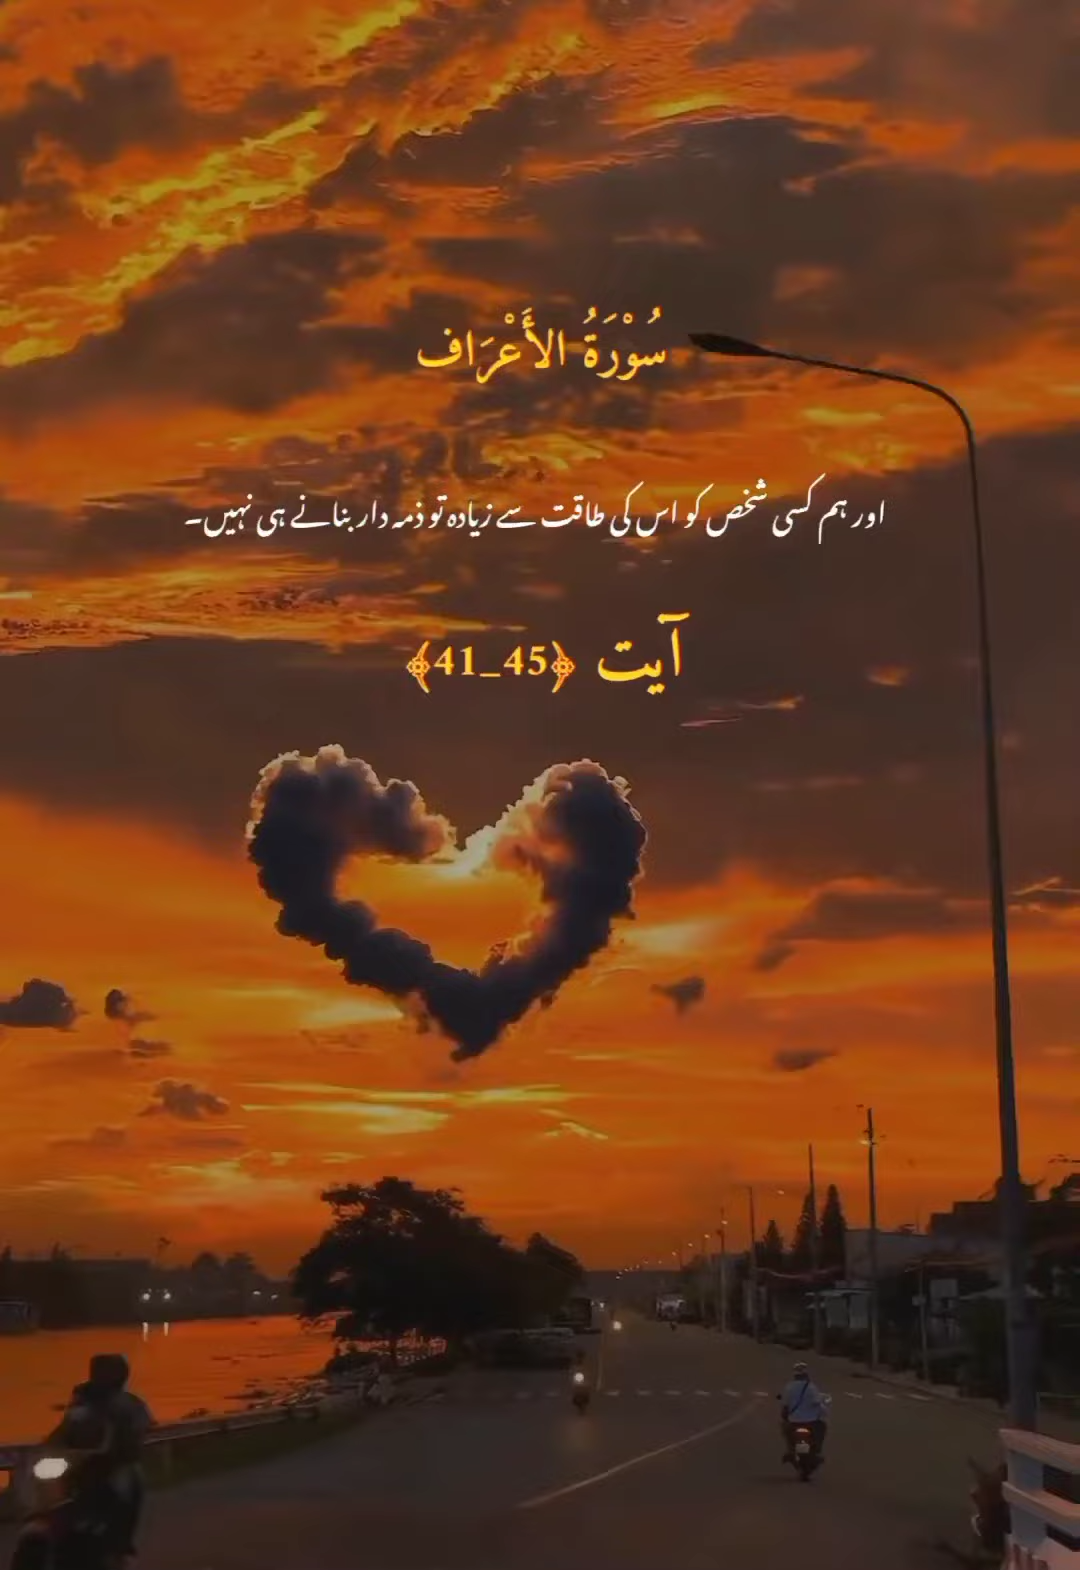 سُوْرَةُ الأَعْرَاف
اور ہم کسی شخص کو اس کی طاقت سے زیادہ تو ذمہ دار بناتے ہی نہیں۔
آیت ﴿41_45﴾